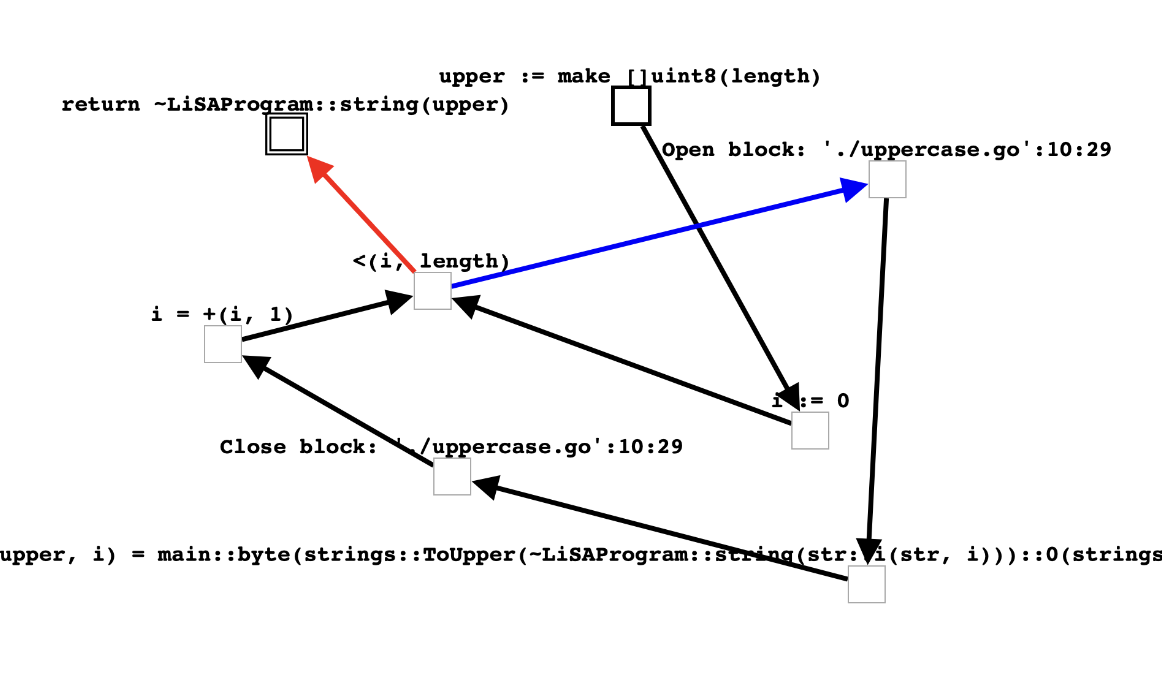 upper := make []uint8(length)
return ~LiSAProgram::string(upper)
Open block: './uppercase.go':10:29
<(i, length)
i = +(i, 1)
i := 0
Close block: './uppercase.go':10:29
upper, i) = main::byte(strings::ToUpper(~LiSAProgram::string(str::i(str, i)))::0(strings